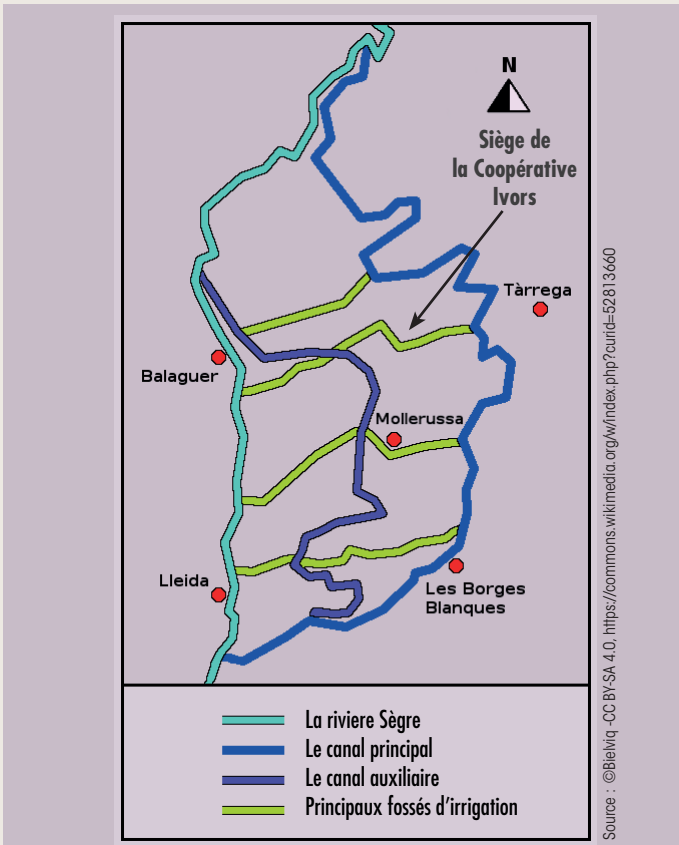 N
Siège de
la Coopérative
Ivors
Tàrrega
Balaguer
Mollerussa
Lleida
Les Borges
Blanques
La riviere Sègre
Le canal principal
Le canal auxiliaire
Principaux fossés d'irrigation
Source : ©Bielviq -CC BY-SA 4.0, https://commons.wikimedia.org/w/index.php?curid=52813660